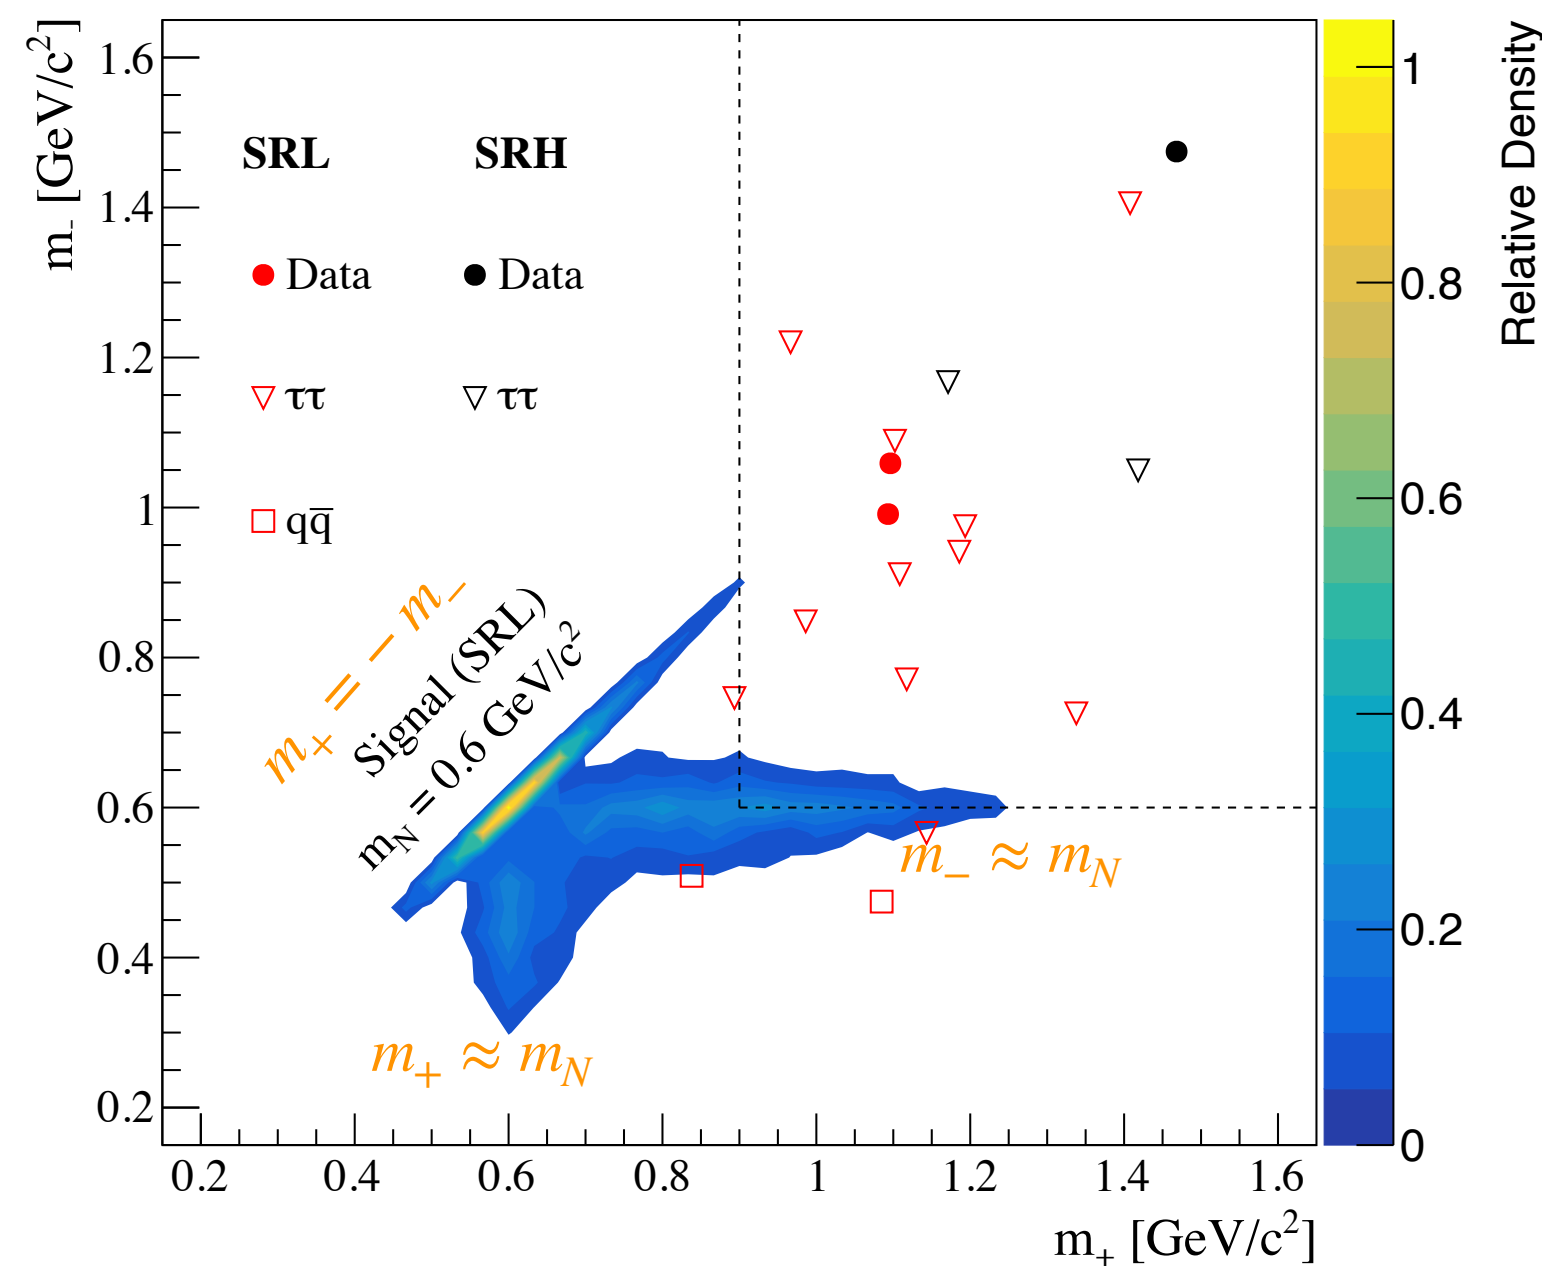 m₋ [GeV/c²]
1.6
1.4
1.2
1
0.8
0.6
0.4
0.2
SRL SRH
Data Data
ττ ττ
qq̅
m₊ = − m₋
Signal (SRL)
m_N = 0.6 GeV/c²
m₋ ≈ m_N
m₊ ≈ m_N
0.2 0.4 0.6 0.8 1 1.2 1.4 1.6
m₊ [GeV/c²]
1
0.8
0.6
0.4
0.2
0
Relative Density